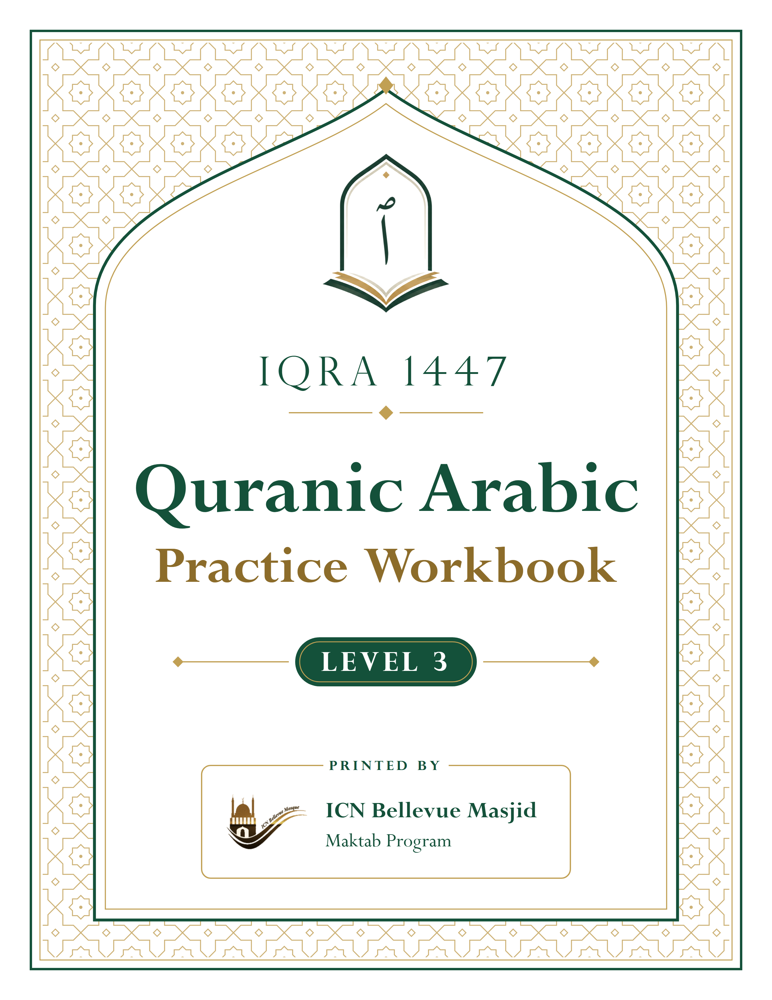 آ
IQRA 1447
Quranic Arabic
Practice Workbook
LEVEL 3
PRINTED BY
ICN Bellevue Mosque
ICN Bellevue Masjid
Maktab Program